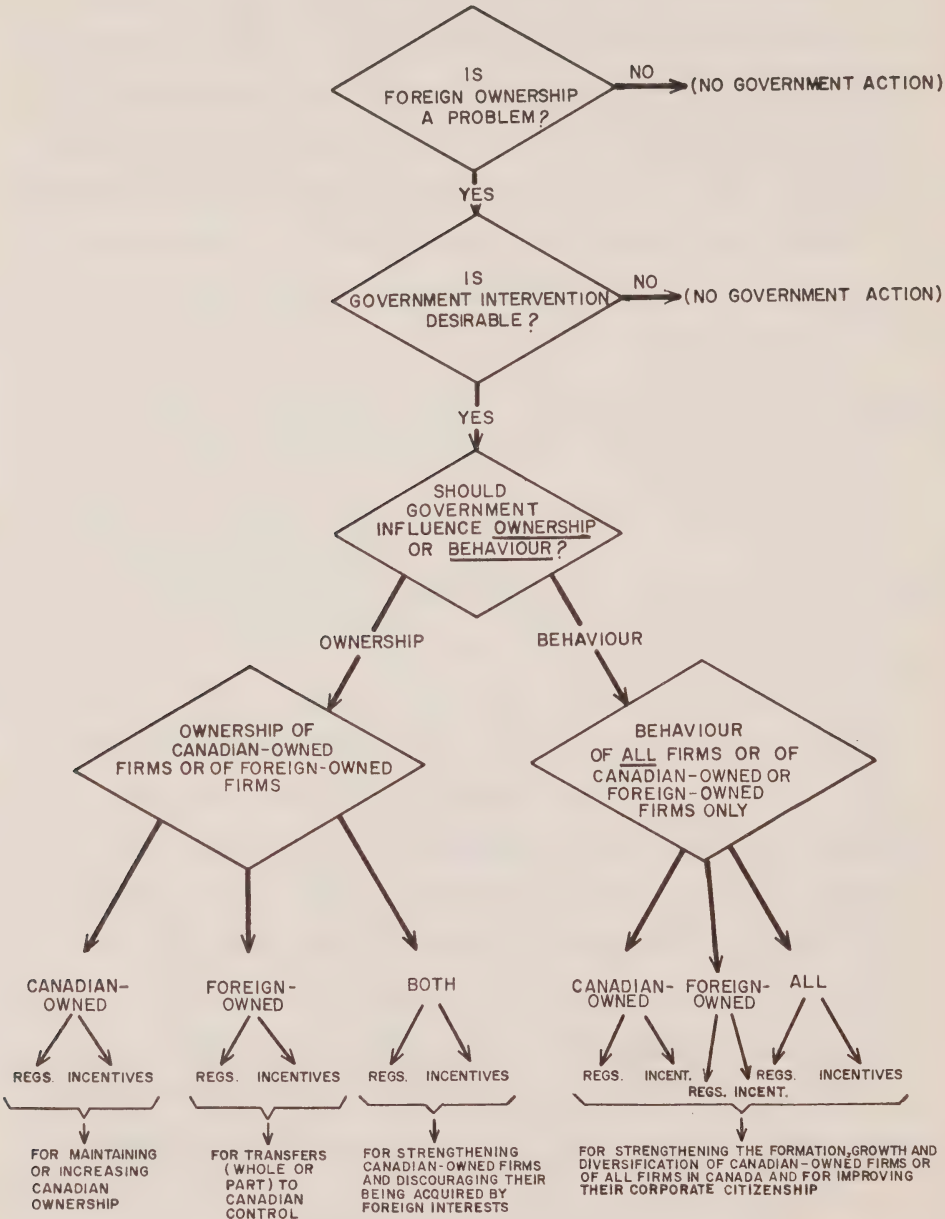 IS
FOREIGN OWNERSHIP
A PROBLEM?
NO
(NO GOVERNMENT ACTION)
YES
IS
GOVERNMENT INTERVENTION
DESIRABLE?
NO
(NO GOVERNMENT ACTION)
YES
SHOULD
GOVERNMENT
INFLUENCE OWNERSHIP
OR BEHAVIOUR?
OWNERSHIP
BEHAVIOUR
OWNERSHIP OF
CANADIAN-OWNED
FIRMS OR OF FOREIGN-OWNED
FIRMS
BEHAVIOUR
OF ALL FIRMS OR OF
CANADIAN-OWNED OR
FOREIGN-OWNED
FIRMS ONLY
CANADIAN-
OWNED
FOREIGN-
OWNED
BOTH
CANADIAN-
OWNED
FOREIGN-
OWNED
ALL
REGS. INCENTIVES
REGS. INCENTIVES
REGS. INCENTIVES
REGS. INCENT.
REGS. INCENT.
REGS. INCENTIVES
FOR MAINTAINING
OR INCREASING
CANADIAN
OWNERSHIP
FOR TRANSFERS
(WHOLE OR
PART) TO
CANADIAN
CONTROL
FOR STRENGTHENING
CANADIAN-OWNED FIRMS
AND DISCOURAGING THEIR
BEING ACQUIRED BY
FOREIGN INTERESTS
FOR STRENGTHENING THE FORMATION,GROWTH AND
DIVERSIFICATION OF CANADIAN-OWNED FIRMS OR
OF ALL FIRMS IN CANADA AND FOR IMPROVING
THEIR CORPORATE CITIZENSHIP